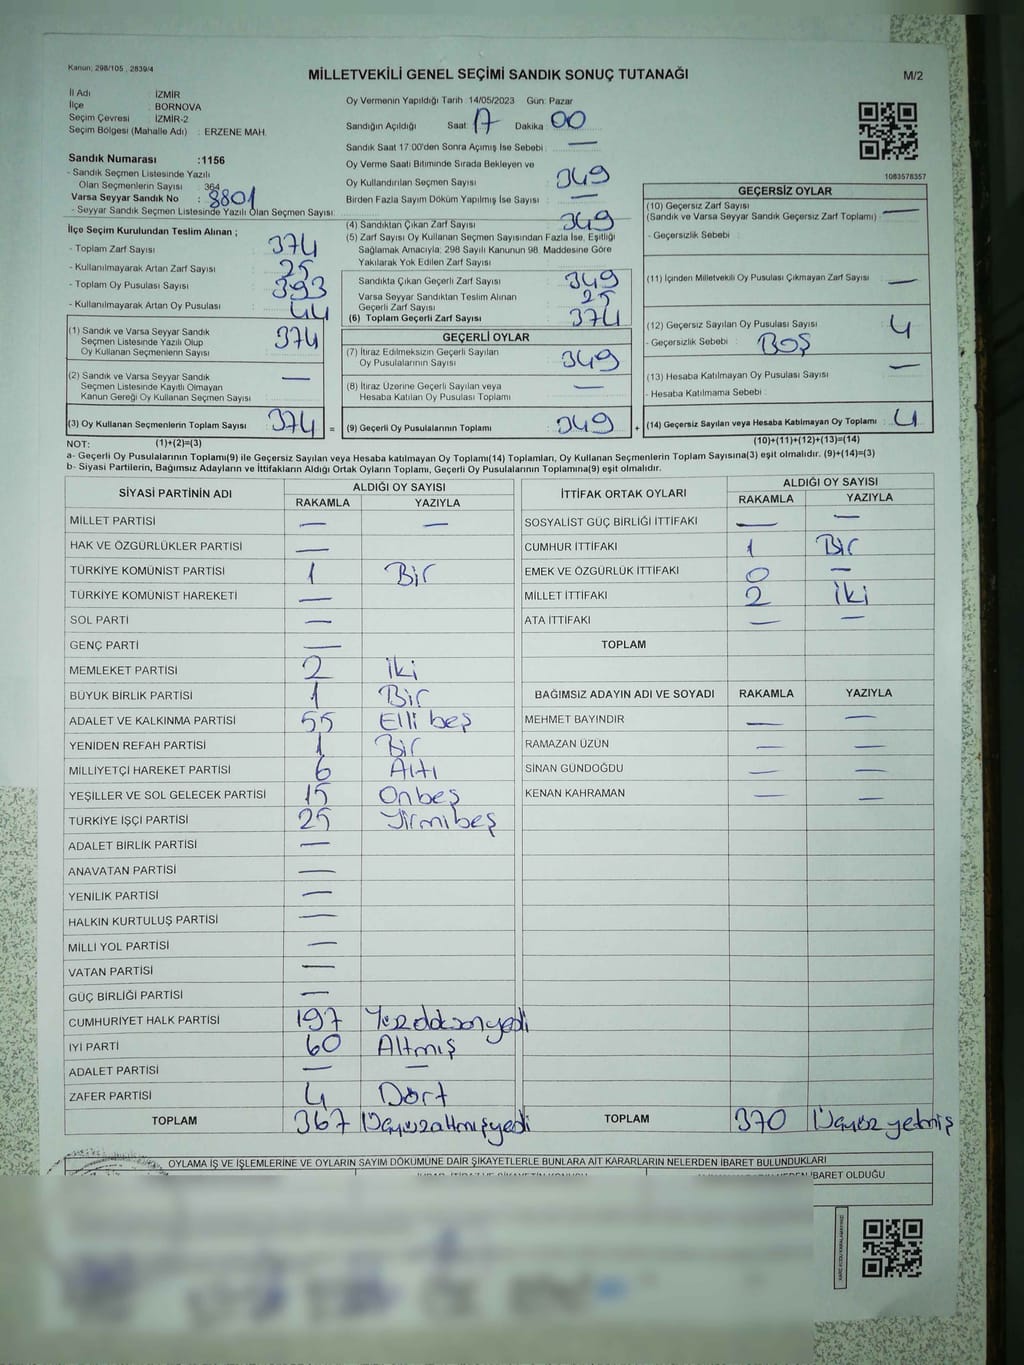 Kanun; 298/105 , 2839/4
MİLLETVEKİLİ GENEL SEÇİMİ SANDIK SONUÇ TUTANAĞI
M/2
İl Adı : İZMİR
İlçe : BORNOVA
Seçim Çevresi : İZMİR-2
Seçim Bölgesi (Mahalle Adı) : ERZENE MAH.
Oy Vermenin Yapıldığı Tarih :14/05/2023 Gün: Pazar
Sandığın Açıldığı Saat : 17 Dakika : 00
Sandık Saat 17:00'den Sonra Açımış İse Sebebi : —
Sandık Numarası :1156
- Sandık Seçmen Listesinde Yazılı
Olan Seçmenlerin Sayısı : 364
Varsa Seyyar Sandık No : 8801
- Seyyar Sandık Seçmen Listesinde Yazılı Olan Seçmen Sayısı:
Oy Verme Saati Bitiminde Sırada Bekleyen ve
Oy Kullandırılan Seçmen Sayısı : 349
Birden Fazla Sayım Döküm Yapılmış İse Sayısı : —
1083578357
İlçe Seçim Kurulundan Teslim Alınan ;
- Toplam Zarf Sayısı : 374
- Kullanılmayarak Artan Zarf Sayısı : 25
- Toplam Oy Pusulası Sayısı : 393
- Kullanılmayarak Artan Oy Pusulası : 44
(1) Sandık ve Varsa Seyyar Sandık
Seçmen Listesinde Yazılı Olup
Oy Kullanan Seçmenlerin Sayısı : 374
(2) Sandık ve Varsa Seyyar Sandık
Seçmen Listesinde Kayıtlı Olmayan
Kanun Gereği Oy Kullanan Seçmen Sayısı : —
(3) Oy Kullanan Seçmenlerin Toplam Sayısı : 374 =
(4) Sandıktan Çıkan Zarf Sayısı : 349
(5) Zarf Sayısı Oy Kullanan Seçmen Sayısından Fazla İse, Eşitliği
Sağlamak Amacıyla, 298 Sayılı Kanunun 98. Maddesine Göre
Yakılarak Yok Edilen Zarf Sayısı
Sandıkta Çıkan Geçerli Zarf Sayısı : 349
Varsa Seyyar Sandıktan Teslim Alınan
Geçerli Zarf Sayısı : 25
(6) Toplam Geçerli Zarf Sayısı : 374
GEÇERLİ OYLAR
(7) İtiraz Edilmeksizin Geçerli Sayılan
Oy Pusulalarının Sayısı : 349
(8) İtiraz Üzerine Geçerli Sayılan veya
Hesaba Katılan Oy Pusulası Toplamı : —
(9) Geçerli Oy Pusulalarının Toplamı : 349 +
GEÇERSİZ OYLAR
(10) Geçersiz Zarf Sayısı
(Sandık ve Varsa Seyyar Sandık Geçersiz Zarf Toplamı) : —
- Geçersizlik Sebebi :
(11) İçinden Milletvekili Oy Pusulası Çıkmayan Zarf Sayısı : —
(12) Geçersiz Sayılan Oy Pusulası Sayısı : 4
- Geçersizlik Sebebi : BOŞ
(13) Hesaba Katılmayan Oy Pusulası Sayısı : —
- Hesaba Katılmama Sebebi :
(14) Geçersiz Sayılan veya Hesaba Katılmayan Oy Toplamı : 4
NOT: (1)+(2)=(3) (10)+(11)+(12)+(13)=(14)
a- Geçerli Oy Pusulalarının Toplamı(9) ile Geçersiz Sayılan veya Hesaba katılmayan Oy Toplamı(14) Toplamları, Oy Kullanan Seçmenlerin Toplam Sayısına(3) eşit olmalıdır. (9)+(14)=(3)
b- Siyasi Partilerin, Bağımsız Adayların ve İttifakların Aldığı Ortak Oyların Toplamı, Geçerli Oy Pusulalarının Toplamına(9) eşit olmalıdır.
SİYASİ PARTİNİN ADI ALDIĞI OY SAYISI
RAKAMLA YAZIYLA
MİLLET PARTİSİ — —
HAK VE ÖZGÜRLÜKLER PARTİSİ —
TÜRKİYE KOMÜNİST PARTİSİ 1 Bir
TÜRKİYE KOMÜNİST HAREKETİ —
SOL PARTİ —
GENÇ PARTİ —
MEMLEKET PARTİSİ 2 iki
BÜYÜK BİRLİK PARTİSİ 1 Bir
ADALET VE KALKINMA PARTİSİ 55 Elli beş
YENİDEN REFAH PARTİSİ 1 Bir
MİLLİYETÇİ HAREKET PARTİSİ 6 Altı
YEŞİLLER VE SOL GELECEK PARTİSİ 15 Onbeş
TÜRKİYE İŞÇİ PARTİSİ 25 Yirmibeş
ADALET BİRLİK PARTİSİ —
ANAVATAN PARTİSİ —
YENİLİK PARTİSİ —
HALKIN KURTULUŞ PARTİSİ —
MİLLİ YOL PARTİSİ —
VATAN PARTİSİ —
GÜÇ BİRLİĞİ PARTİSİ —
CUMHURİYET HALK PARTİSİ 197 Yüzdoksanyedi
İYİ PARTİ 60 Altmış
ADALET PARTİSİ — —
ZAFER PARTİSİ 4 Dört
TOPLAM 367 Üçyüzaltmışyedi
İTTİFAK ORTAK OYLARI ALDIĞI OY SAYISI
RAKAMLA YAZIYLA
SOSYALİST GÜÇ BİRLİĞİ İTTİFAKI — —
CUMHUR İTTİFAKI 1 Bir
EMEK VE ÖZGÜRLÜK İTTİFAKI 0 —
MİLLET İTTİFAKI 2 iki
ATA İTTİFAKI — —
TOPLAM
BAĞIMSIZ ADAYIN ADI VE SOYADI RAKAMLA YAZIYLA
MEHMET BAYINDIR — —
RAMAZAN ÜZÜN — —
SİNAN GÜNDOĞDU — —
KENAN KAHRAMAN — —
TOPLAM 370 Üçyüz yetmiş
OYLAMA İŞ VE İŞLEMLERİNE VE OYLARIN SAYIM DÖKÜMÜNE DAİR ŞİKAYETLERLE BUNLARA AİT KARARLARIN NELERDEN İBARET BULUNDUKLARI
İBARET OLDUĞU